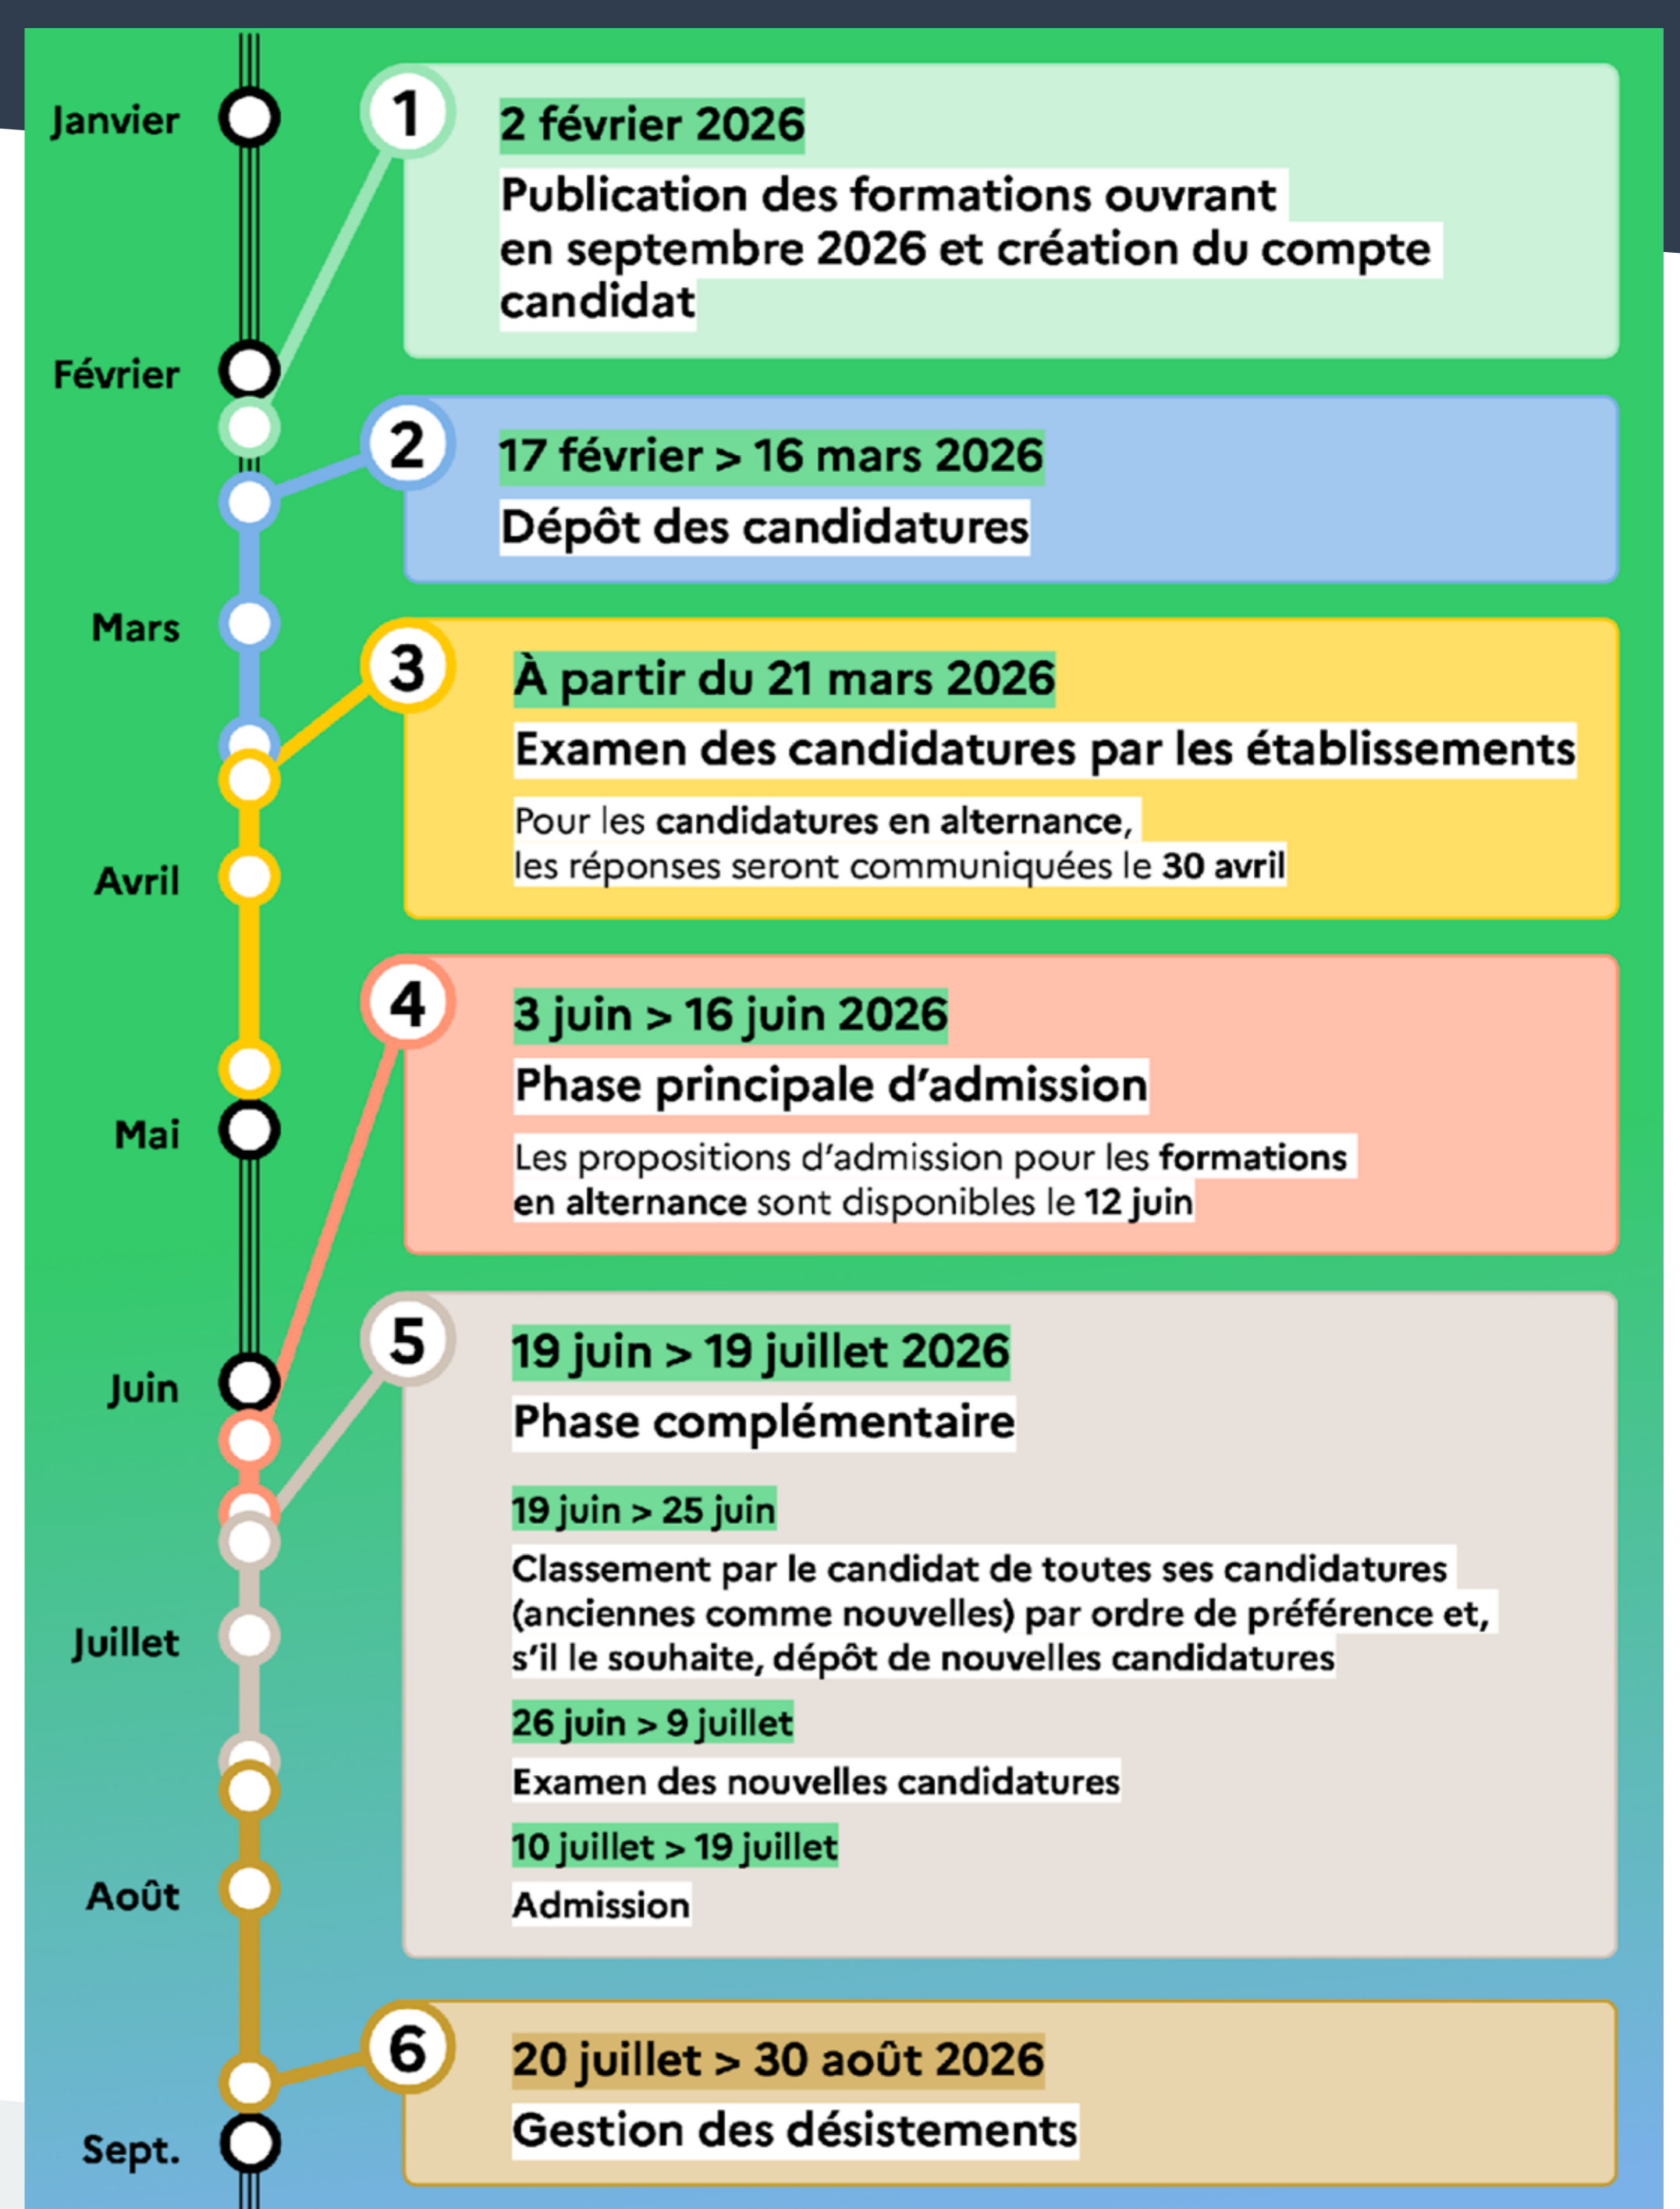 Janvier
1
2 février 2026
Publication des formations ouvrant
en septembre 2026 et création du compte
candidat
Février
2
17 février > 16 mars 2026
Dépôt des candidatures
Mars
3
À partir du 21 mars 2026
Examen des candidatures par les établissements
Pour les candidatures en alternance,
les réponses seront communiquées le 30 avril
Avril
4
3 juin > 16 juin 2026
Phase principale d’admission
Les propositions d’admission pour les formations
en alternance sont disponibles le 12 juin
Mai
5
19 juin > 19 juillet 2026
Phase complémentaire
Juin
19 juin > 25 juin
Classement par le candidat de toutes ses candidatures
(anciennes comme nouvelles) par ordre de préférence et,
s’il le souhaite, dépôt de nouvelles candidatures
Juillet
26 juin > 9 juillet
Examen des nouvelles candidatures
10 juillet > 19 juillet
Admission
Août
6
20 juillet > 30 août 2026
Gestion des désistements
Sept.